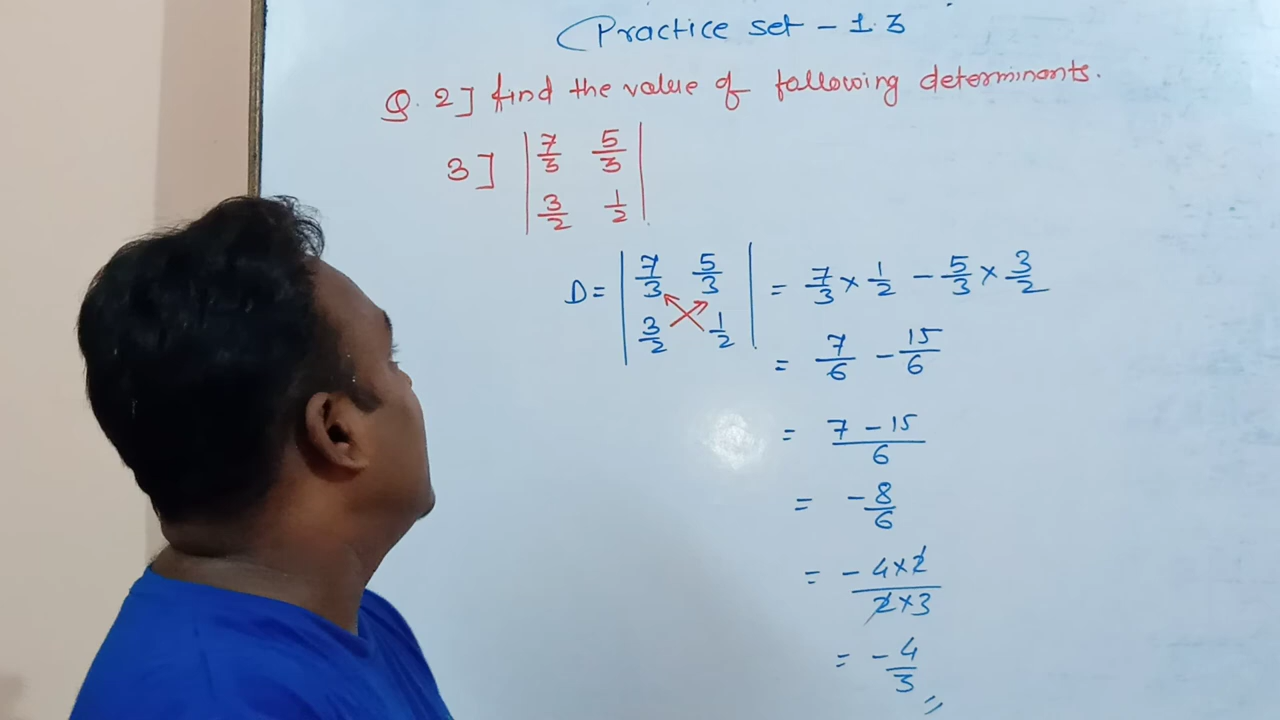 Practice set - 1.3
Q. 2] find the value of following determinants.
3] | 7/3 5/3 |
| 3/2 1/2 |
D = | 7/3 5/3 | = 7/3 × 1/2 - 5/3 × 3/2
| 3/2 1/2 |
= 7/6 - 15/6
= 7 - 15 / 6
= - 8/6
= - 4 × 2 / 2 × 3
= - 4/3 〃